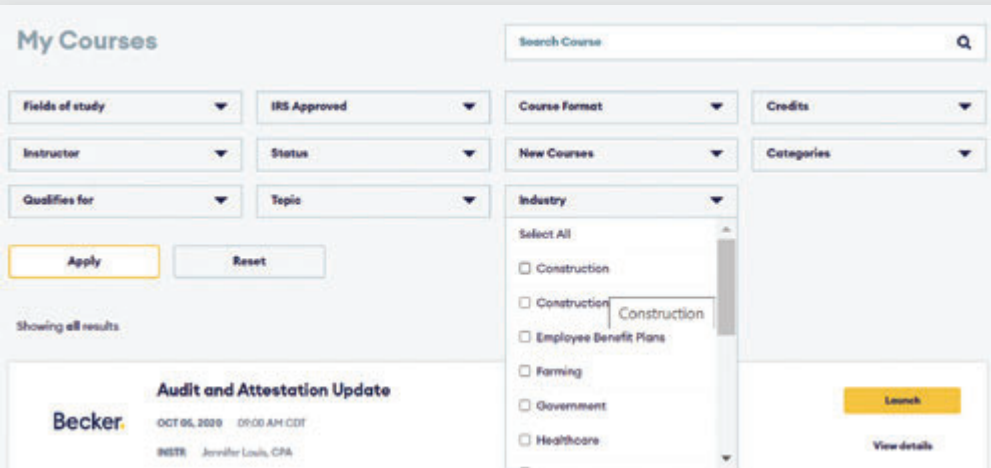 My Courses
Search Course
Fields of study
IRS Approved
Course Format
Credits
Instructor
Status
New Courses
Categories
Qualifies for
Topic
Industry
Select All
Apply
Reset
Construction
Construction
Construction
Showing all results
Employee Benefit Plans
Farming
Government
Healthcare
Audit and Attestation Update
Becker.
OCT 05, 2020 09:00 AM CDT
INSTR Jennifer Louis, CPA
Launch
View details